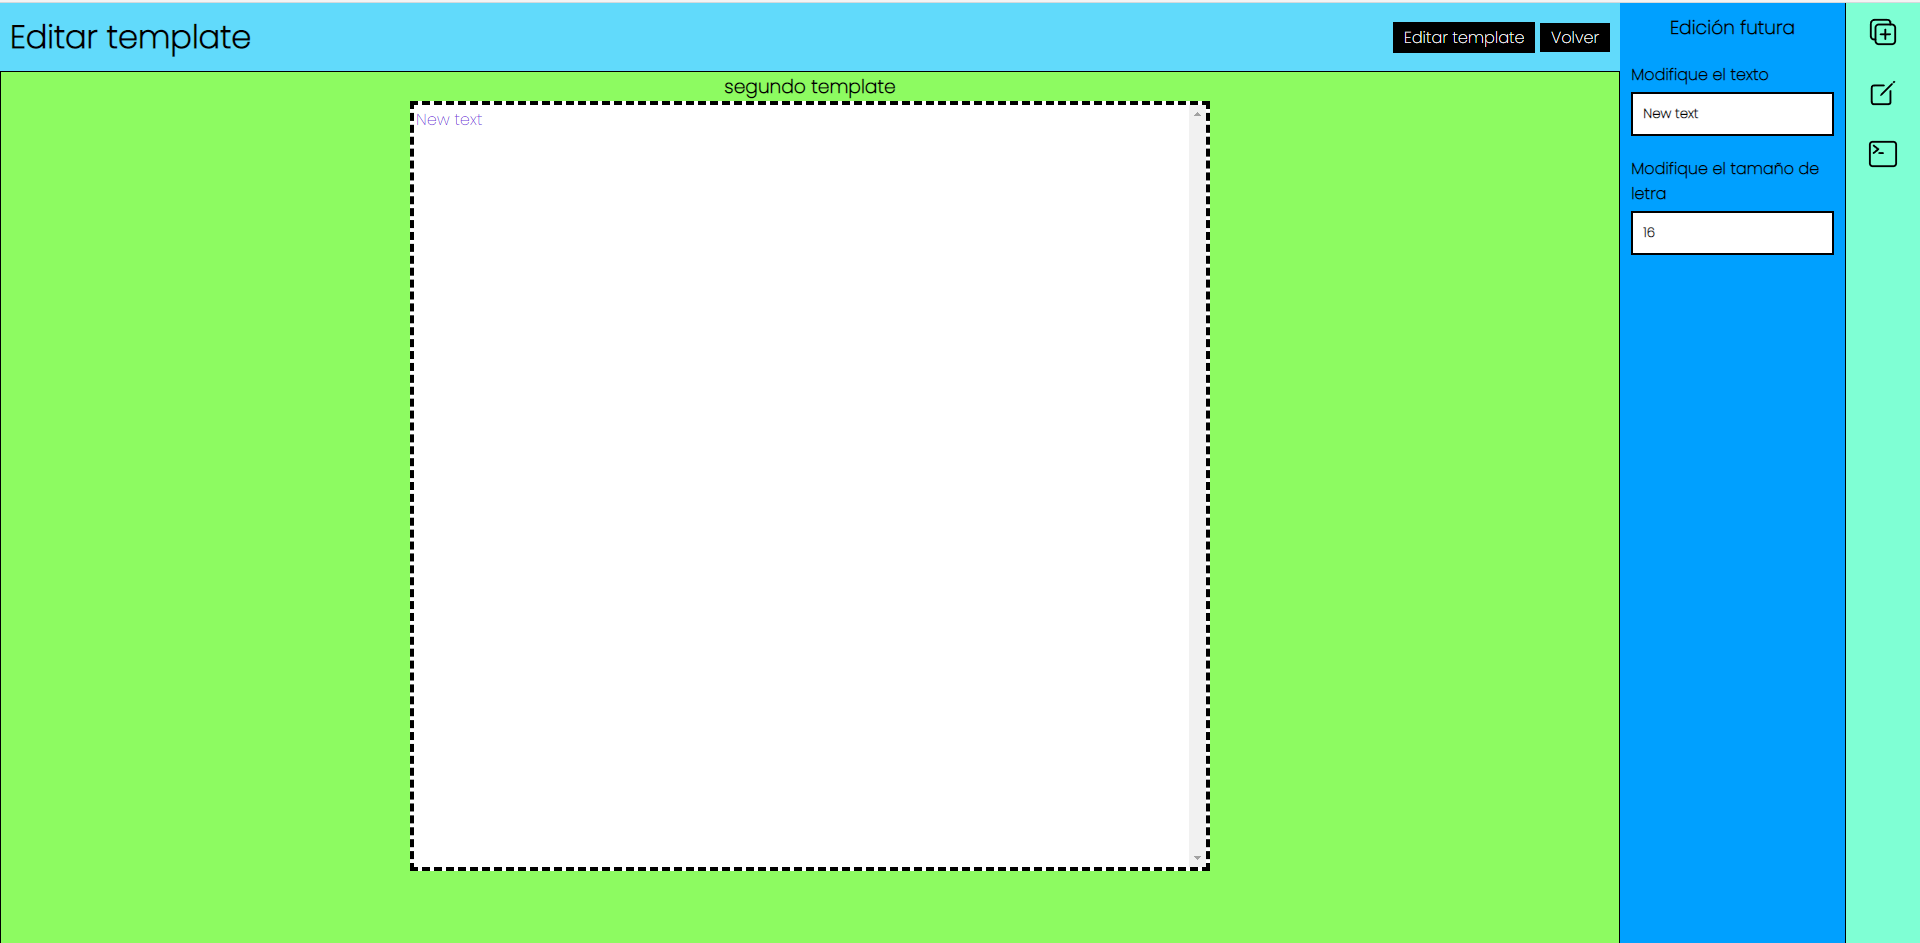 Editar template
Editar template
Volver
segundo template
New text
Edición futura
Modifique el texto
New text
Modifique el tamaño de
letra
16